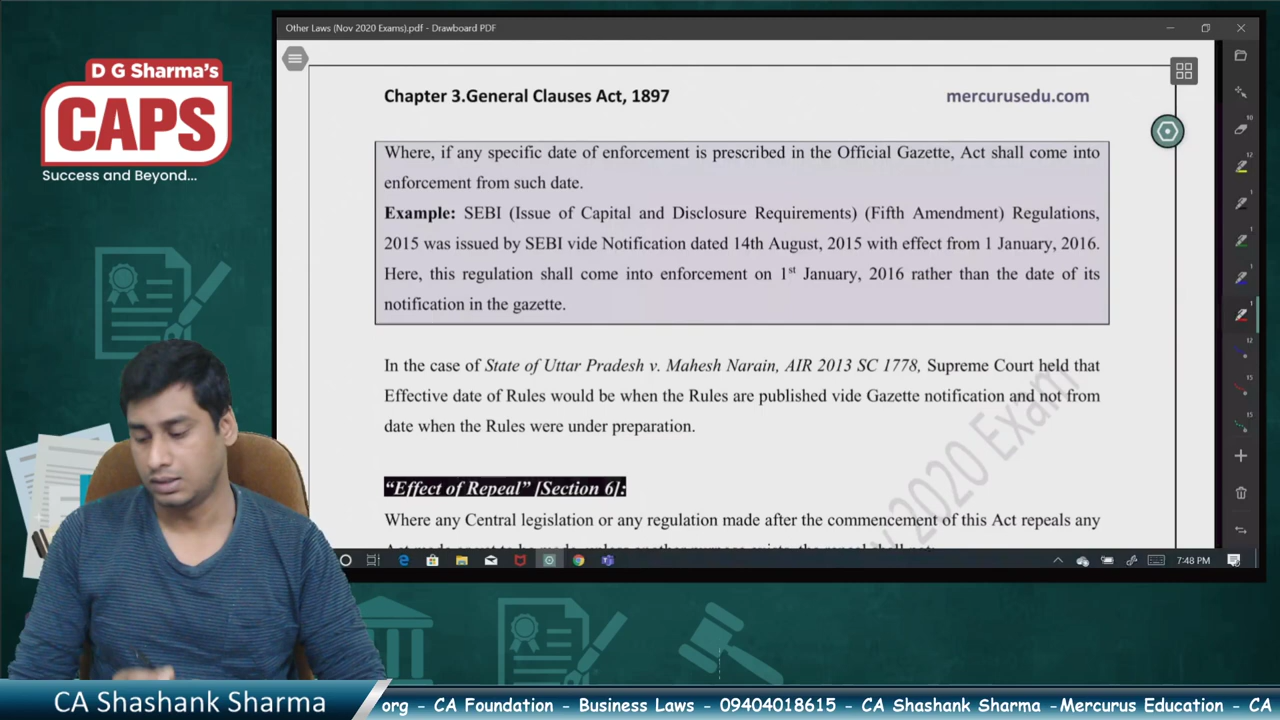 Other Laws (Nov 2020 Exams).pdf - Drawboard PDF
D G Sharma's
CAPS
Success and Beyond...
Chapter 3.General Clauses Act, 1897
mercurusedu.com
Where, if any specific date of enforcement is prescribed in the Official Gazette, Act shall come into
enforcement from such date.
Example: SEBI (Issue of Capital and Disclosure Requirements) (Fifth Amendment) Regulations,
2015 was issued by SEBI vide Notification dated 14th August, 2015 with effect from 1 January, 2016.
Here, this regulation shall come into enforcement on 1st January, 2016 rather than the date of its
notification in the gazette.
In the case of State of Uttar Pradesh v. Mahesh Narain, AIR 2013 SC 1778, Supreme Court held that
Effective date of Rules would be when the Rules are published vide Gazette notification and not from
date when the Rules were under preparation.
"Effect of Repeal" [Section 6]:
Where any Central legislation or any regulation made after the commencement of this Act repeals any
2020 Exam
7:48 PM
CA Shashank Sharma
org - CA Foundation - Business Laws - 09404018615 - CA Shashank Sharma -Mercurus Education - CA